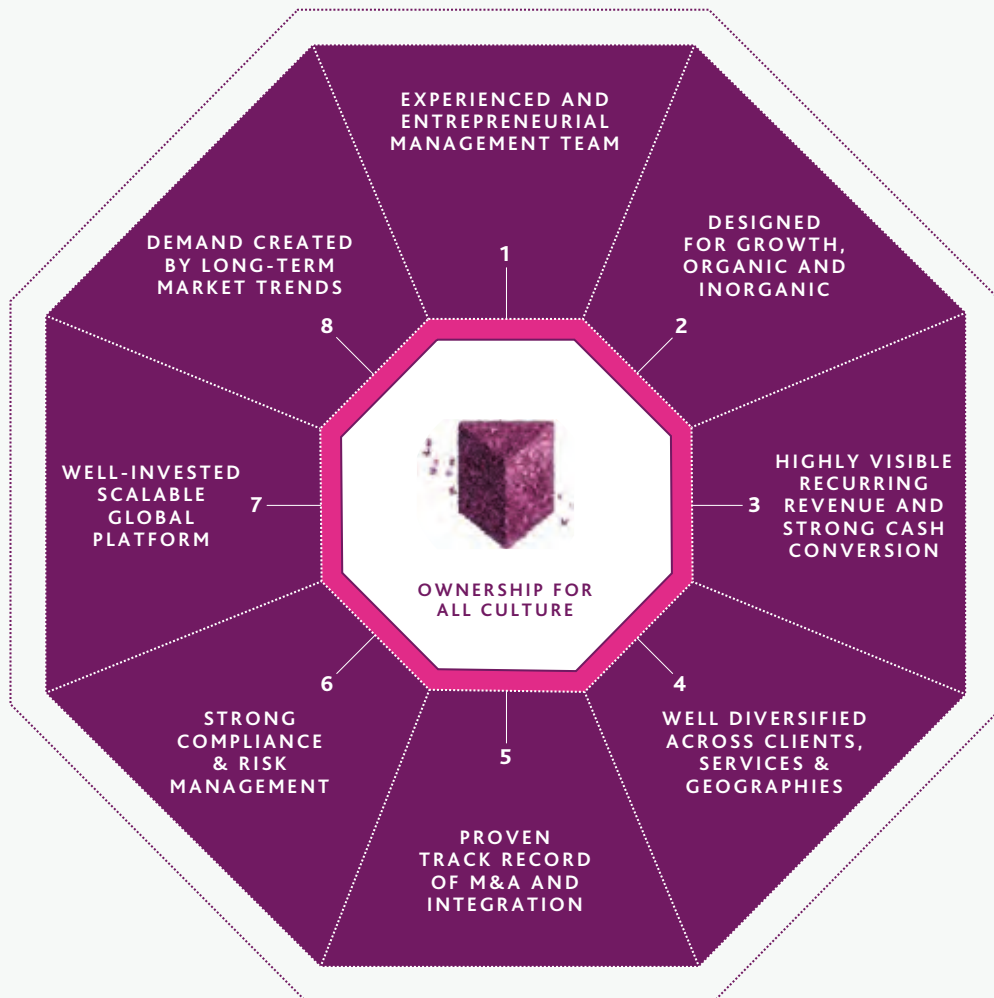 EXPERIENCED AND
ENTREPRENEURIAL
MANAGEMENT TEAM
1
DESIGNED
FOR GROWTH,
ORGANIC AND
INORGANIC
2
HIGHLY VISIBLE
RECURRING
REVENUE AND
STRONG CASH
CONVERSION
3
WELL DIVERSIFIED
ACROSS CLIENTS,
SERVICES &
GEOGRAPHIES
4
PROVEN
TRACK RECORD
OF M&A AND
INTEGRATION
5
STRONG
COMPLIANCE
& RISK
MANAGEMENT
6
WELL-INVESTED
SCALABLE
GLOBAL
PLATFORM
7
DEMAND CREATED
BY LONG-TERM
MARKET TRENDS
8
OWNERSHIP FOR
ALL CULTURE